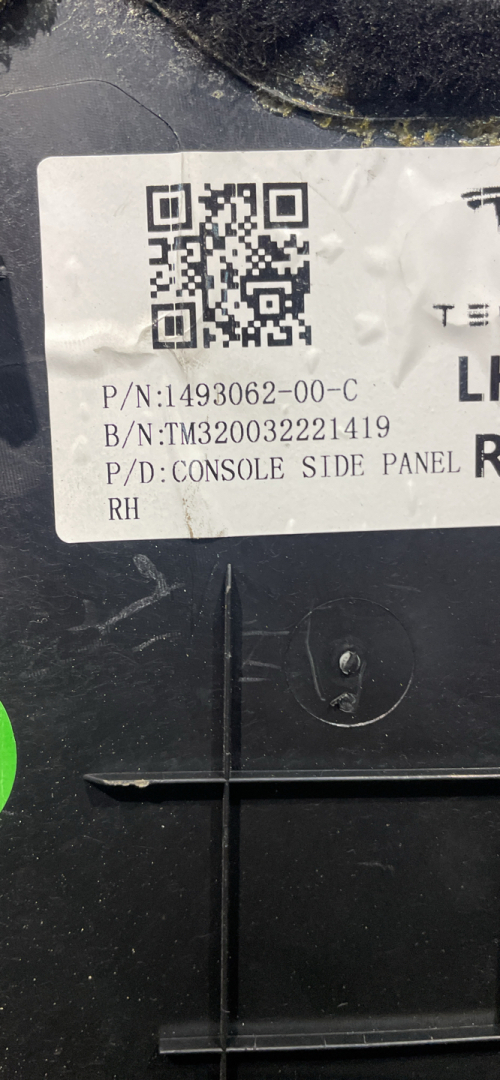 P/N:1493062-00-C
B/N:TM320032221419
P/D:CONSOLE SIDE PANEL
RH